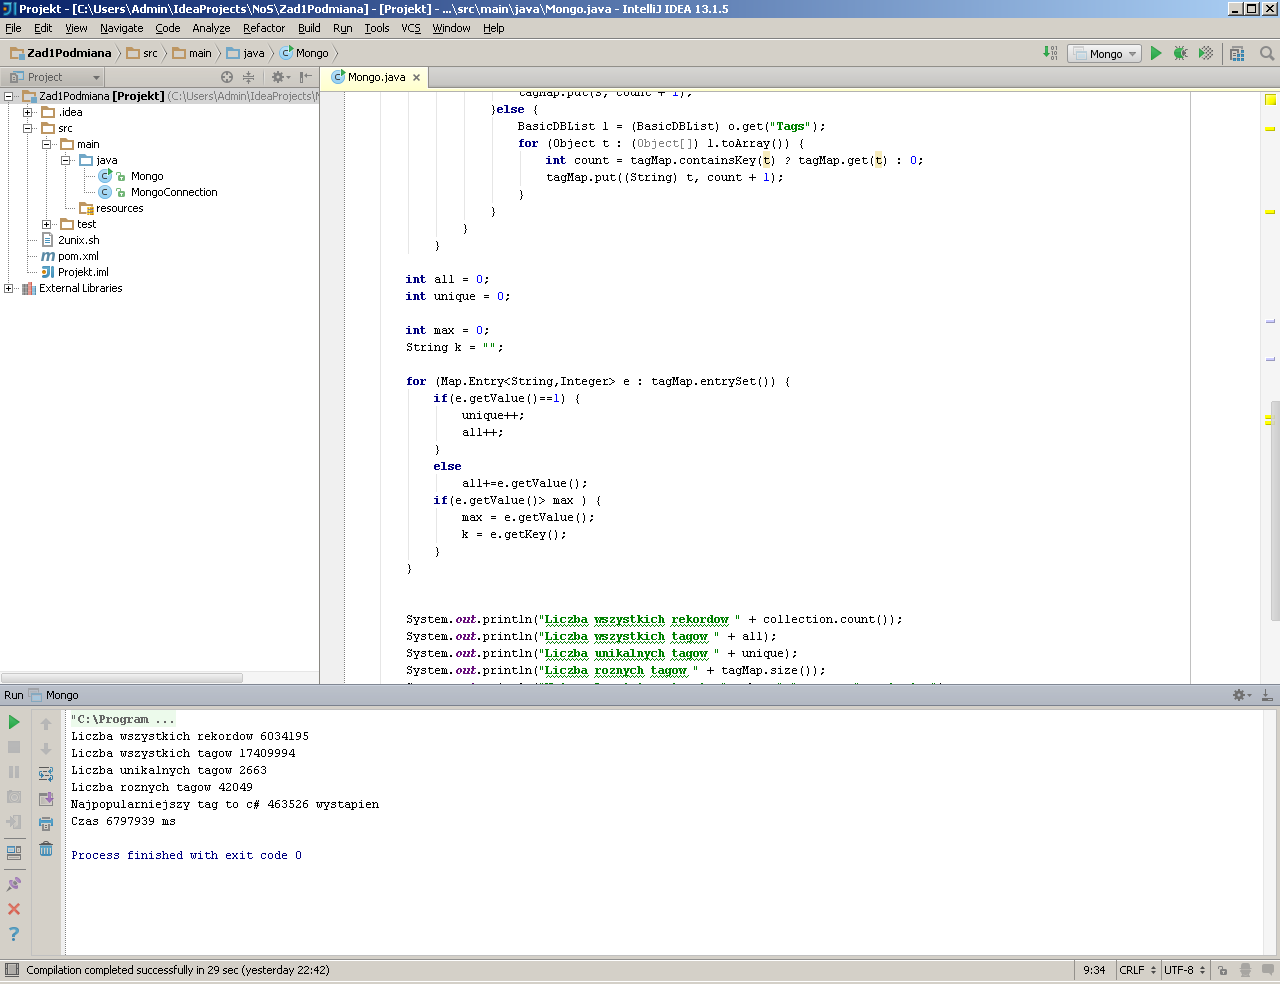 Projekt - [C:\Users\Admin\IdeaProjects\NoS\Zad1Podmiana] - [Projekt] - ...\src\main\java\Mongo.java - IntelliJ IDEA 13.1.5
File Edit View Navigate Code Analyze Refactor Build Run Tools VCS Window Help
Zad1Podmiana src main java Mongo
Mongo
Project
Mongo.java
Zad1Podmiana [Projekt] (C:\Users\Admin\IdeaProjects\
.idea
src
main
java
Mongo
MongoConnection
resources
test
2unix.sh
pom.xml
Projekt.iml
External Libraries
tagMap.put(s, count + 1);
}else {
BasicDBList l = (BasicDBList) o.get("Tags");
for (Object t : (Object[]) l.toArray()) {
int count = tagMap.containsKey(t) ? tagMap.get(t) : 0;
tagMap.put((String) t, count + 1);
}
}
}
}
int all = 0;
int unique = 0;
int max = 0;
String k = "";
for (Map.Entry<String,Integer> e : tagMap.entrySet()) {
if(e.getValue()==1) {
unique++;
all++;
}
else
all+=e.getValue();
if(e.getValue()> max ) {
max = e.getValue();
k = e.getKey();
}
}
System.out.println("Liczba wszystkich rekordow " + collection.count());
System.out.println("Liczba wszystkich tagow " + all);
System.out.println("Liczba unikalnych tagow " + unique);
System.out.println("Liczba roznych tagow " + tagMap.size());
Run Mongo
"C:\Program ...
Liczba wszystkich rekordow 6034195
Liczba wszystkich tagow 17409994
Liczba unikalnych tagow 2663
Liczba roznych tagow 42049
Najpopularniejszy tag to c# 463526 wystapien
Czas 6797939 ms
Process finished with exit code 0
Compilation completed successfully in 29 sec (yesterday 22:42)
9:34 CRLF UTF-8